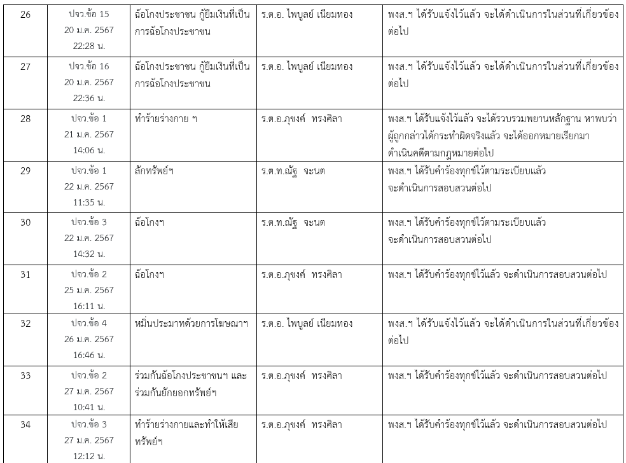 26 ปจว.ข้อ 15 ฉ้อโกงประชาชน กู้ยืมเงินที่เป็น ร.ต.อ. ไพบูลย์ เนียมทอง พงส.ฯ ได้รับแจ้งไว้แล้ว จะได้ดำเนินการในส่วนที่เกี่ยวข้อง
20 ม.ค. 2567 การฉ้อโกงประชาชน ต่อไป
22:28 น.
27 ปจว.ข้อ 16 ฉ้อโกงประชาชน กู้ยืมเงินที่เป็น ร.ต.อ. ไพบูลย์ เนียมทอง พงส.ฯ ได้รับแจ้งไว้แล้ว จะได้ดำเนินการในส่วนที่เกี่ยวข้อง
20 ม.ค. 2567 การฉ้อโกงประชาชน ต่อไป
22:36 น.
28 ปจว.ข้อ 1 ทำร้ายร่างกาย ฯ ร.ต.อ.ภุชงค์ ทรงศิลา พงส.ฯ ได้รับแจ้งไว้แล้ว จะได้รวบรวมพยานหลักฐาน หาพบว่า
21 ม.ค. 2567 ผู้ถูกกล่าวได้กระทำผิดจริงแล้ว จะได้ออกหมายเรียกมา
14:06 น. ดำเนินคดีตามกฎหมายต่อไป
29 ปจว.ข้อ 1 ลักทรัพย์ฯ ร.ต.ท.ณัฐ จะนต พงส.ฯ ได้รับคำร้องทุกข์ไว้ตามระเบียบแล้ว
22 ม.ค. 2567 จะดำเนินการสอบสวนต่อไป
11:35 น.
30 ปจว.ข้อ 3 ฉ้อโกงฯ ร.ต.ท.ณัฐ จะนต พงส.ฯ ได้รับคำร้องทุกข์ไว้ตามระเบียบแล้ว
22 ม.ค. 2567 จะดำเนินการสอบสวนต่อไป
14:32 น.
31 ปจว.ข้อ 2 ฉ้อโกงฯ ร.ต.อ.ภุชงค์ ทรงศิลา พงส.ฯ ได้รับคำร้องทุกข์ไว้แล้ว จะดำเนินการสอบสวนต่อไป
25 ม.ค. 2567
16:11 น.
32 ปจว.ข้อ 4 หมิ่นประมาทด้วยการโฆษณาฯ ร.ต.อ. ไพบูลย์ เนียมทอง พงส.ฯ ได้รับแจ้งไว้แล้ว จะได้ดำเนินการในส่วนที่เกี่ยวข้อง
26 ม.ค. 2567 ต่อไป
16:46 น.
33 ปจว.ข้อ 2 ร่วมกันฉ้อโกงประชาชนฯ และ ร.ต.อ.ภุชงค์ ทรงศิลา พงส.ฯ ได้รับคำร้องทุกข์ไว้แล้ว จะดำเนินการสอบสวนต่อไป
27 ม.ค. 2567 ร่วมกันยักยอกทรัพย์ฯ
10:41 น.
34 ปจว.ข้อ 3 ทำร้ายร่างกายและทำให้เสีย ร.ต.อ.ภุชงค์ ทรงศิลา พงส.ฯ ได้รับคำร้องทุกข์ไว้แล้ว จะดำเนินการสอบสวนต่อไป
27 ม.ค. 2567 ทรัพย์ฯ
12:12 น.